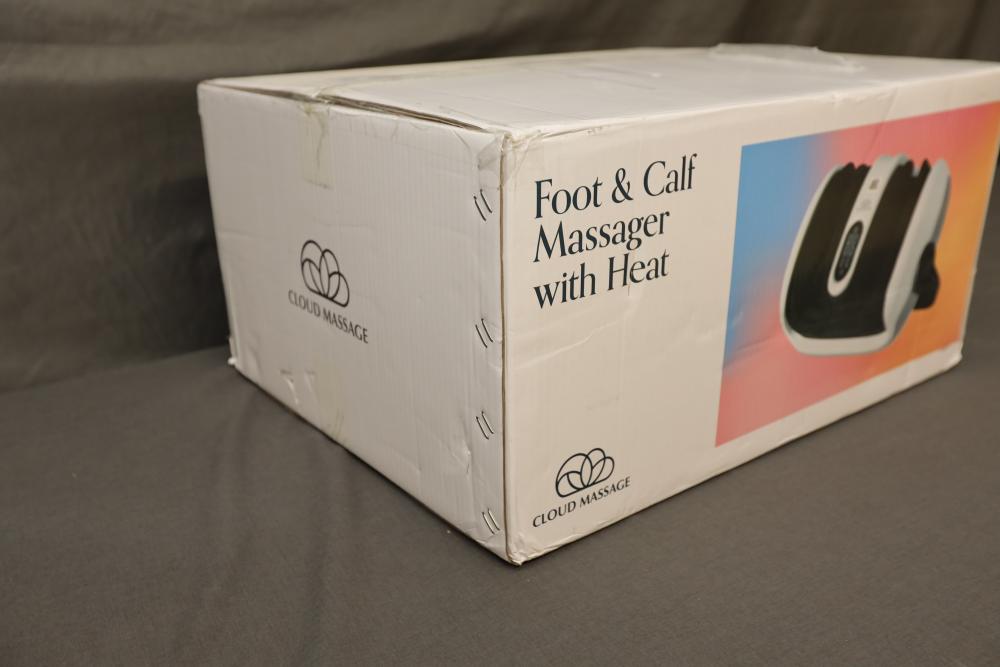 CLOUD MASSAGE
Foot & Calf
Massager
with Heat
CLOUD MASSAGE